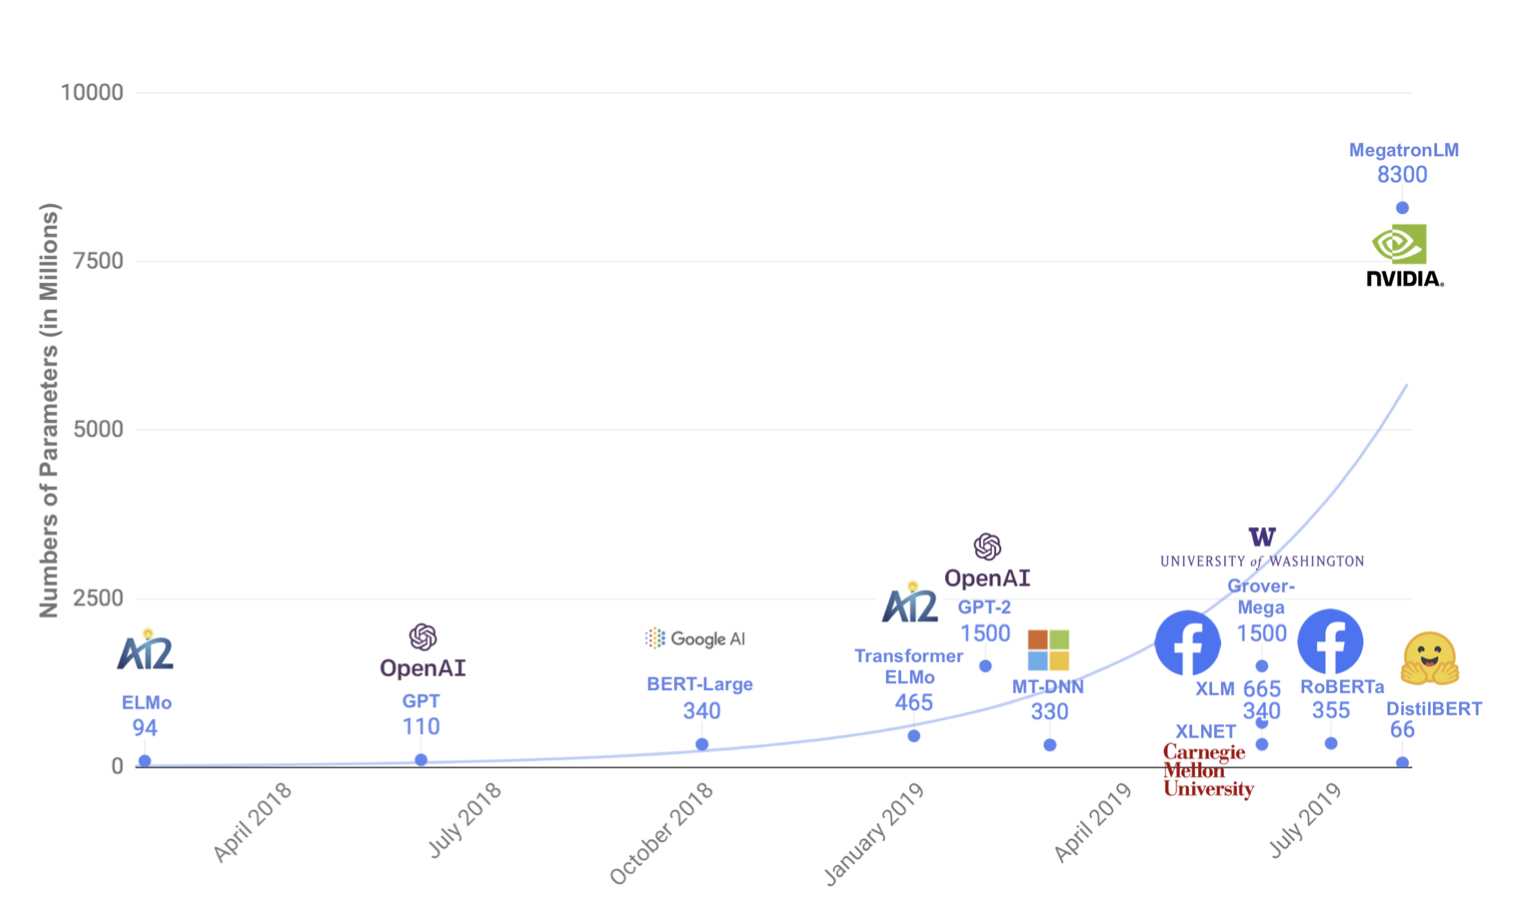 Numbers of Parameters (in Millions)
10000
7500
5000
2500
0
AI2
ELMo
94
OpenAI
GPT
110
Google AI
BERT-Large
340
AI2
Transformer
ELMo
465
OpenAI
GPT-2
1500
MT-DNN
330
W
UNIVERSITY of WASHINGTON
Grover-
Mega
1500
XLM 665
340
XLNET
Carnegie
Mellon
University
RoBERTa
355
MegatronLM
8300
NVIDIA.
DistilBERT
66
April 2018
July 2018
October 2018
January 2019
April 2019
July 2019